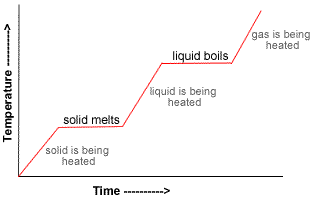 gas is being
heated
liquid boils
liquid is being
heated
solid melts
solid is being
heated
Temperature -------->
Time ---------->